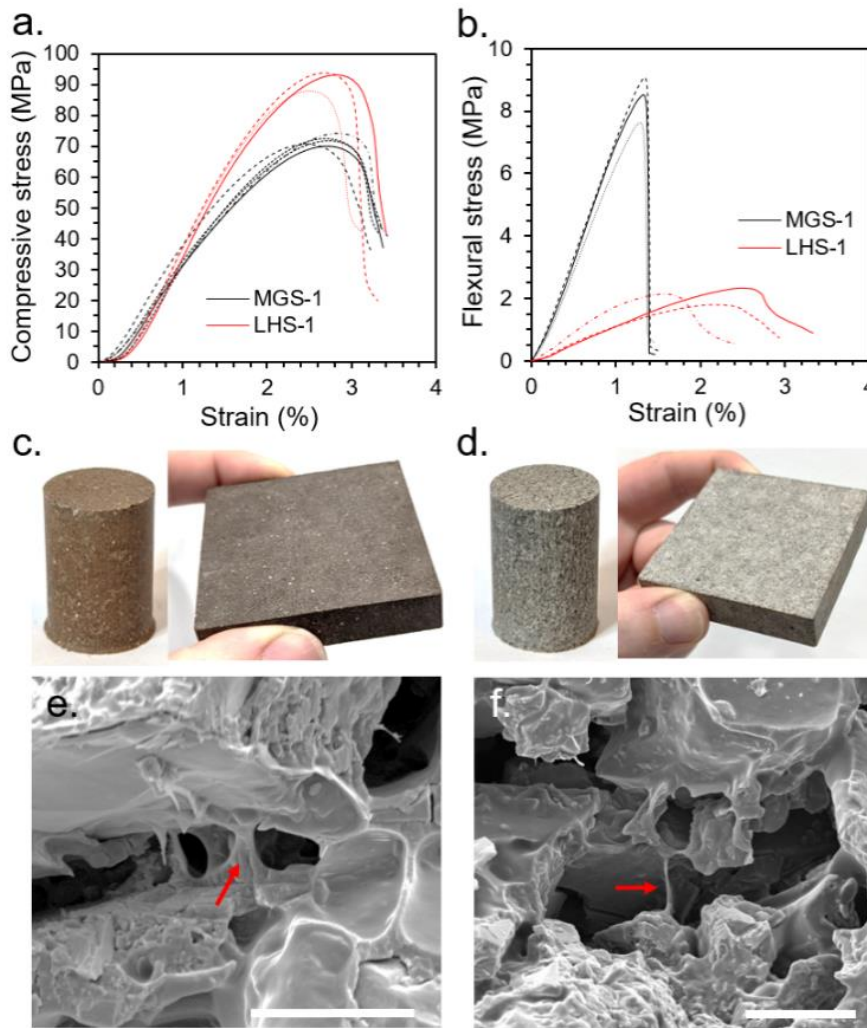 a.
100
90
80
70
60
50
40
30
20
10
0
Compressive stress (MPa)
MGS-1
LHS-1
0 1 2 3 4
Strain (%)
b.
10
8
6
4
2
0
Flexural stress (MPa)
MGS-1
LHS-1
0 1 2 3 4
Strain (%)
c.
d.
e.
f.